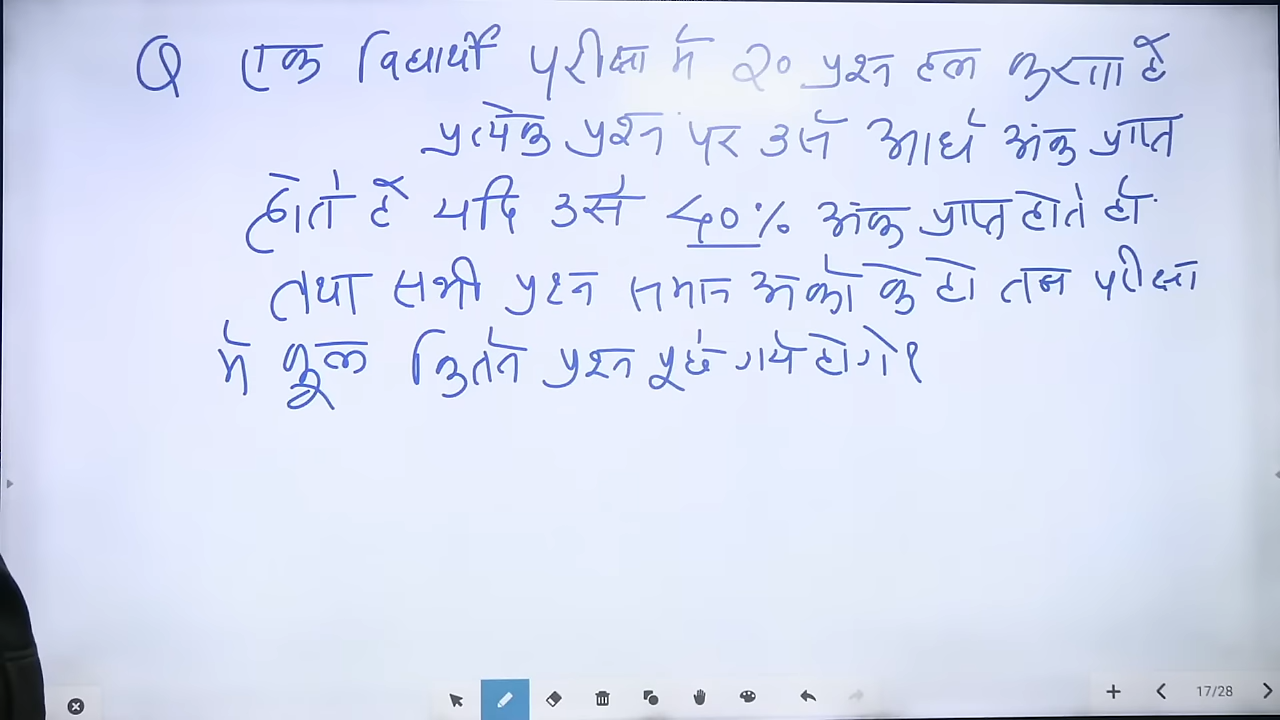 Q एक विद्यार्थी परीक्षा में 20 प्रश्न हल करता है
प्रत्येक प्रश्न पर उसे आधे अंक प्राप्त
होते है यदि उसे 40% अंक प्राप्त होते हो
तथा सभी प्रश्न समान अंको के हो तब परीक्षा
में कुल कितने प्रश्न पूछे गये होगे?
17/28